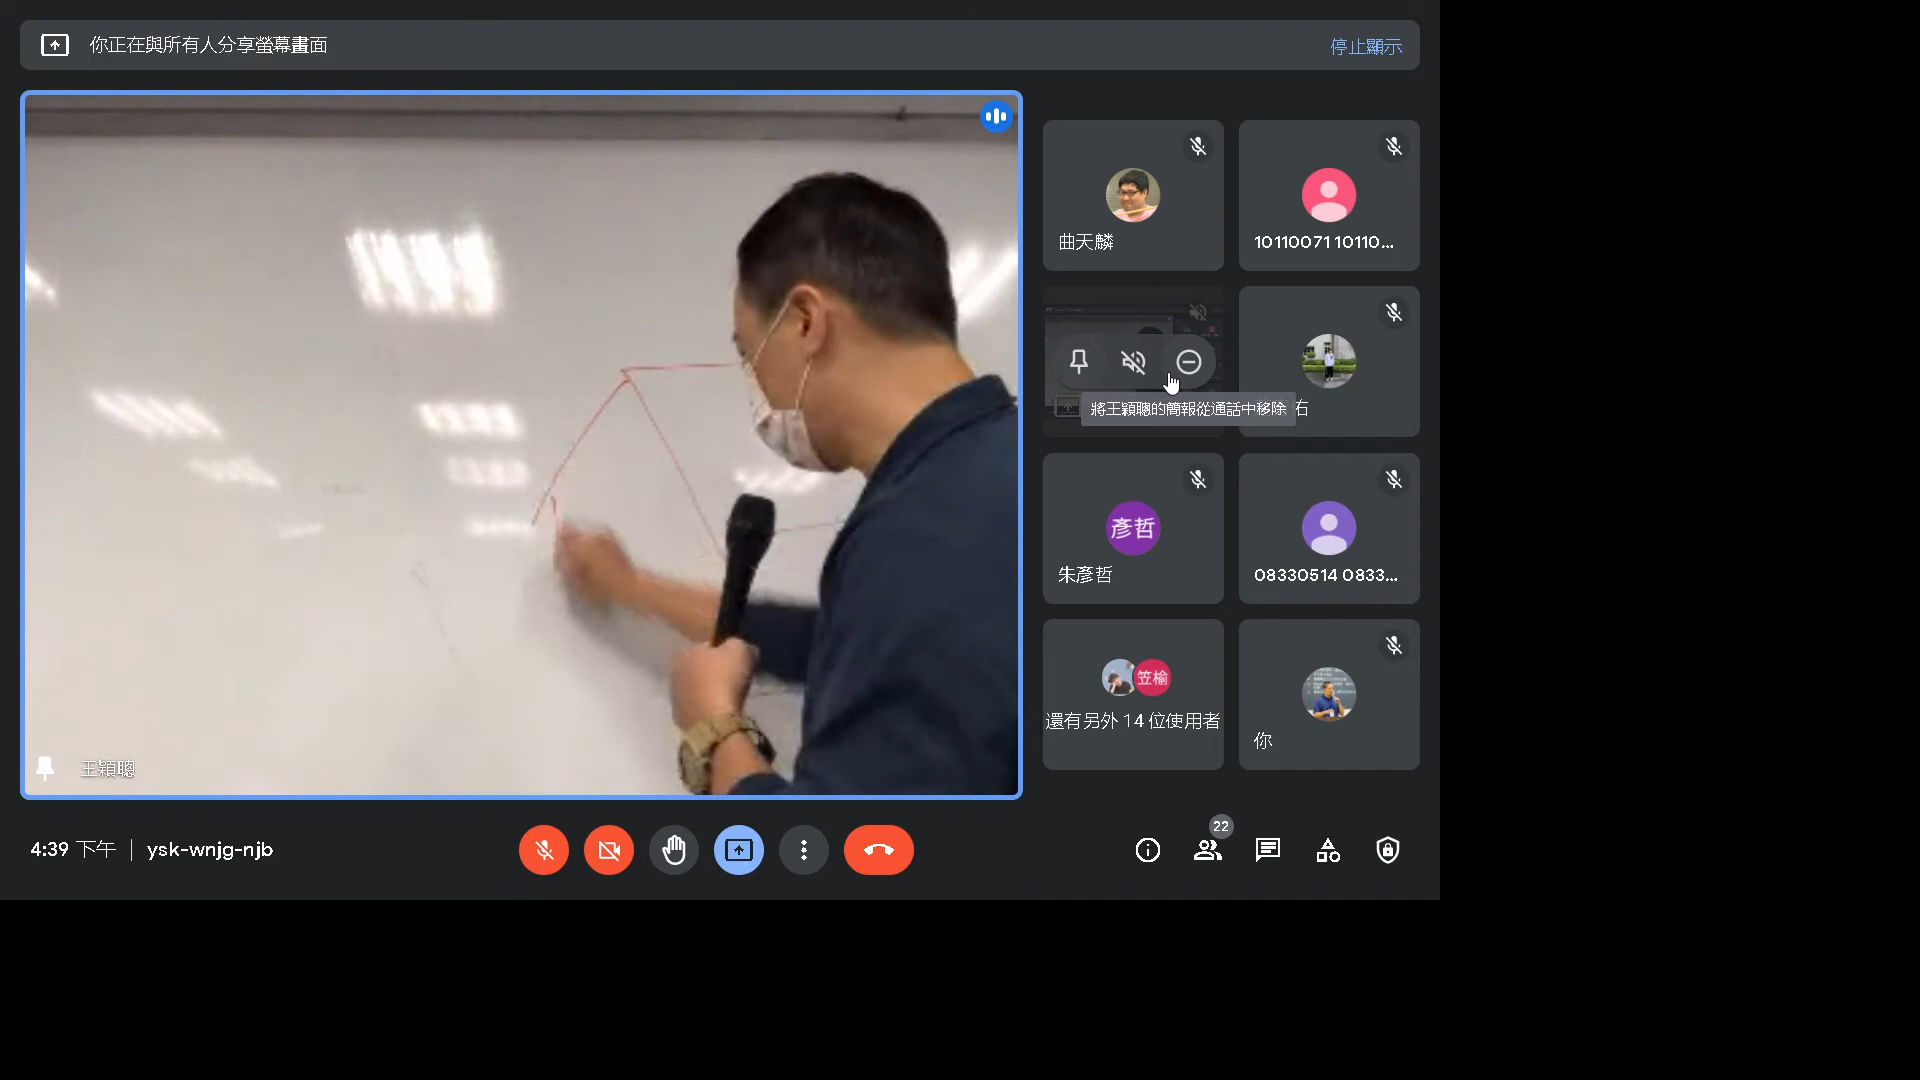 你正在與所有人分享螢幕畫面
停止顯示
曲天麟
10110071 10110...
將王穎聰的簡報從通話中移除
右
彥哲
朱彥哲
08330514 0833...
笠榆
還有另外 14 位使用者
你
王穎聰
4:39 下午
ysk-wnjg-njb
22